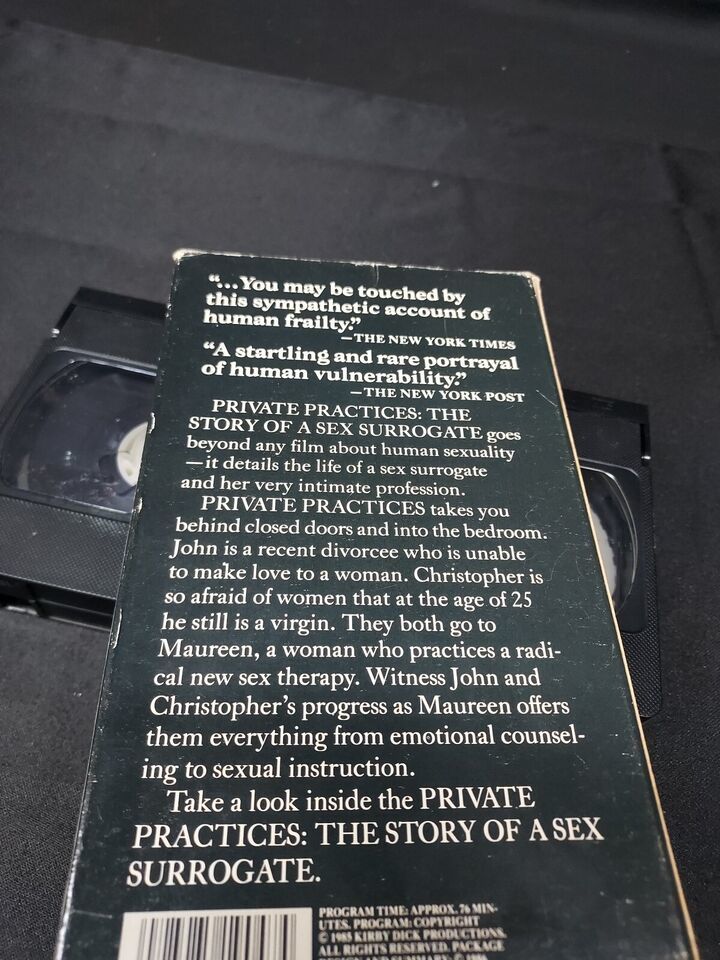 “...You may be touched by
this sympathetic account of
human frailty.”
—THE NEW YORK TIMES
“A startling and rare portrayal
of human vulnerability.”
—THE NEW YORK POST
PRIVATE PRACTICES: THE
STORY OF A SEX SURROGATE goes
beyond any film about human sexuality
—it details the life of a sex surrogate
and her very intimate profession.
PRIVATE PRACTICES takes you
behind closed doors and into the bedroom.
John is a recent divorcee who is unable
to make love to a woman. Christopher is
so afraid of women that at the age of 25
he still is a virgin. They both go to
Maureen, a woman who practices a radi-
cal new sex therapy. Witness John and
Christopher’s progress as Maureen offers
them everything from emotional counsel-
ing to sexual instruction.
Take a look inside the PRIVATE
PRACTICES: THE STORY OF A SEX
SURROGATE.
PROGRAM TIME: APPROX. 76 MIN-
UTES. PROGRAM: COPYRIGHT
© 1985 KIRBY DICK PRODUCTIONS.
ALL RIGHTS RESERVED. PACKAGE
DESIGN AND SUMMARY: © 1986